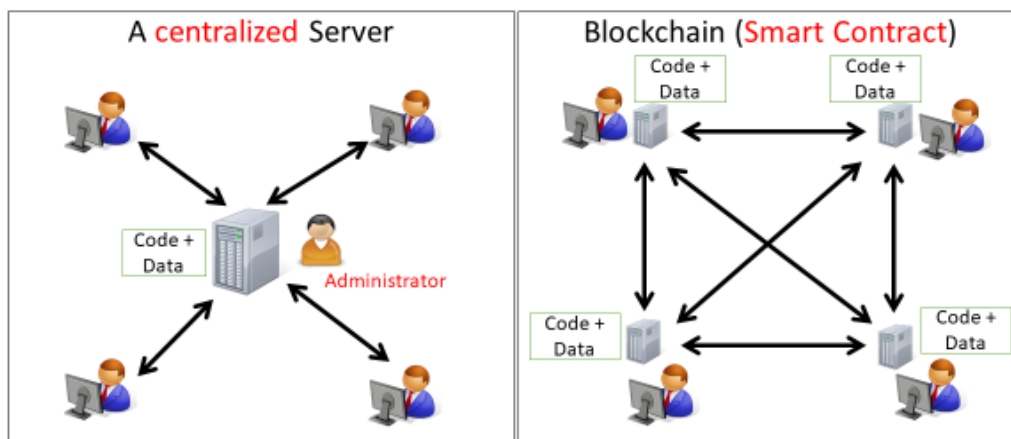 A centralized Server
Code +
Data
Administrator
Blockchain (Smart Contract)
Code +
Data
Code +
Data
Code +
Data
Code +
Data